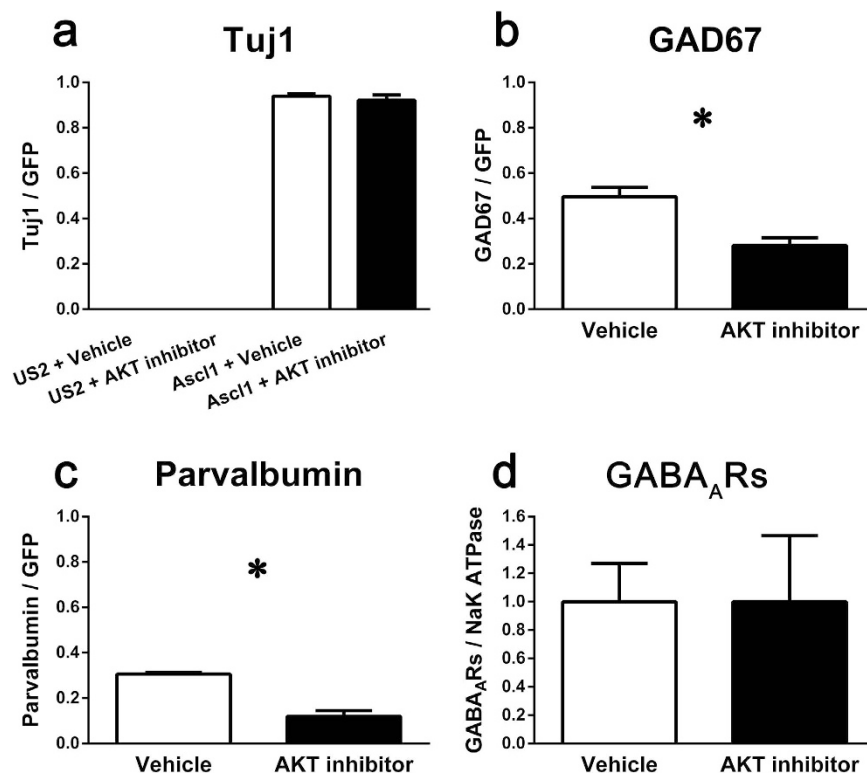 a
Tuj1
Tuj1 / GFP
1.0
0.8
0.6
0.4
0.2
0.0
US2 + Vehicle
US2 + AKT inhibitor
Ascl1 + Vehicle
Ascl1 + AKT inhibitor
b
GAD67
*
GAD67 / GFP
1.0
0.8
0.6
0.4
0.2
0.0
Vehicle
AKT inhibitor
c
Parvalbumin
*
Parvalbumin / GFP
1.0
0.8
0.6
0.4
0.2
0.0
Vehicle
AKT inhibitor
d
GABAARs
GABAARs / NaK ATPase
1.6
1.4
1.2
1.0
0.8
0.6
0.4
0.2
0.0
Vehicle
AKT inhibitor